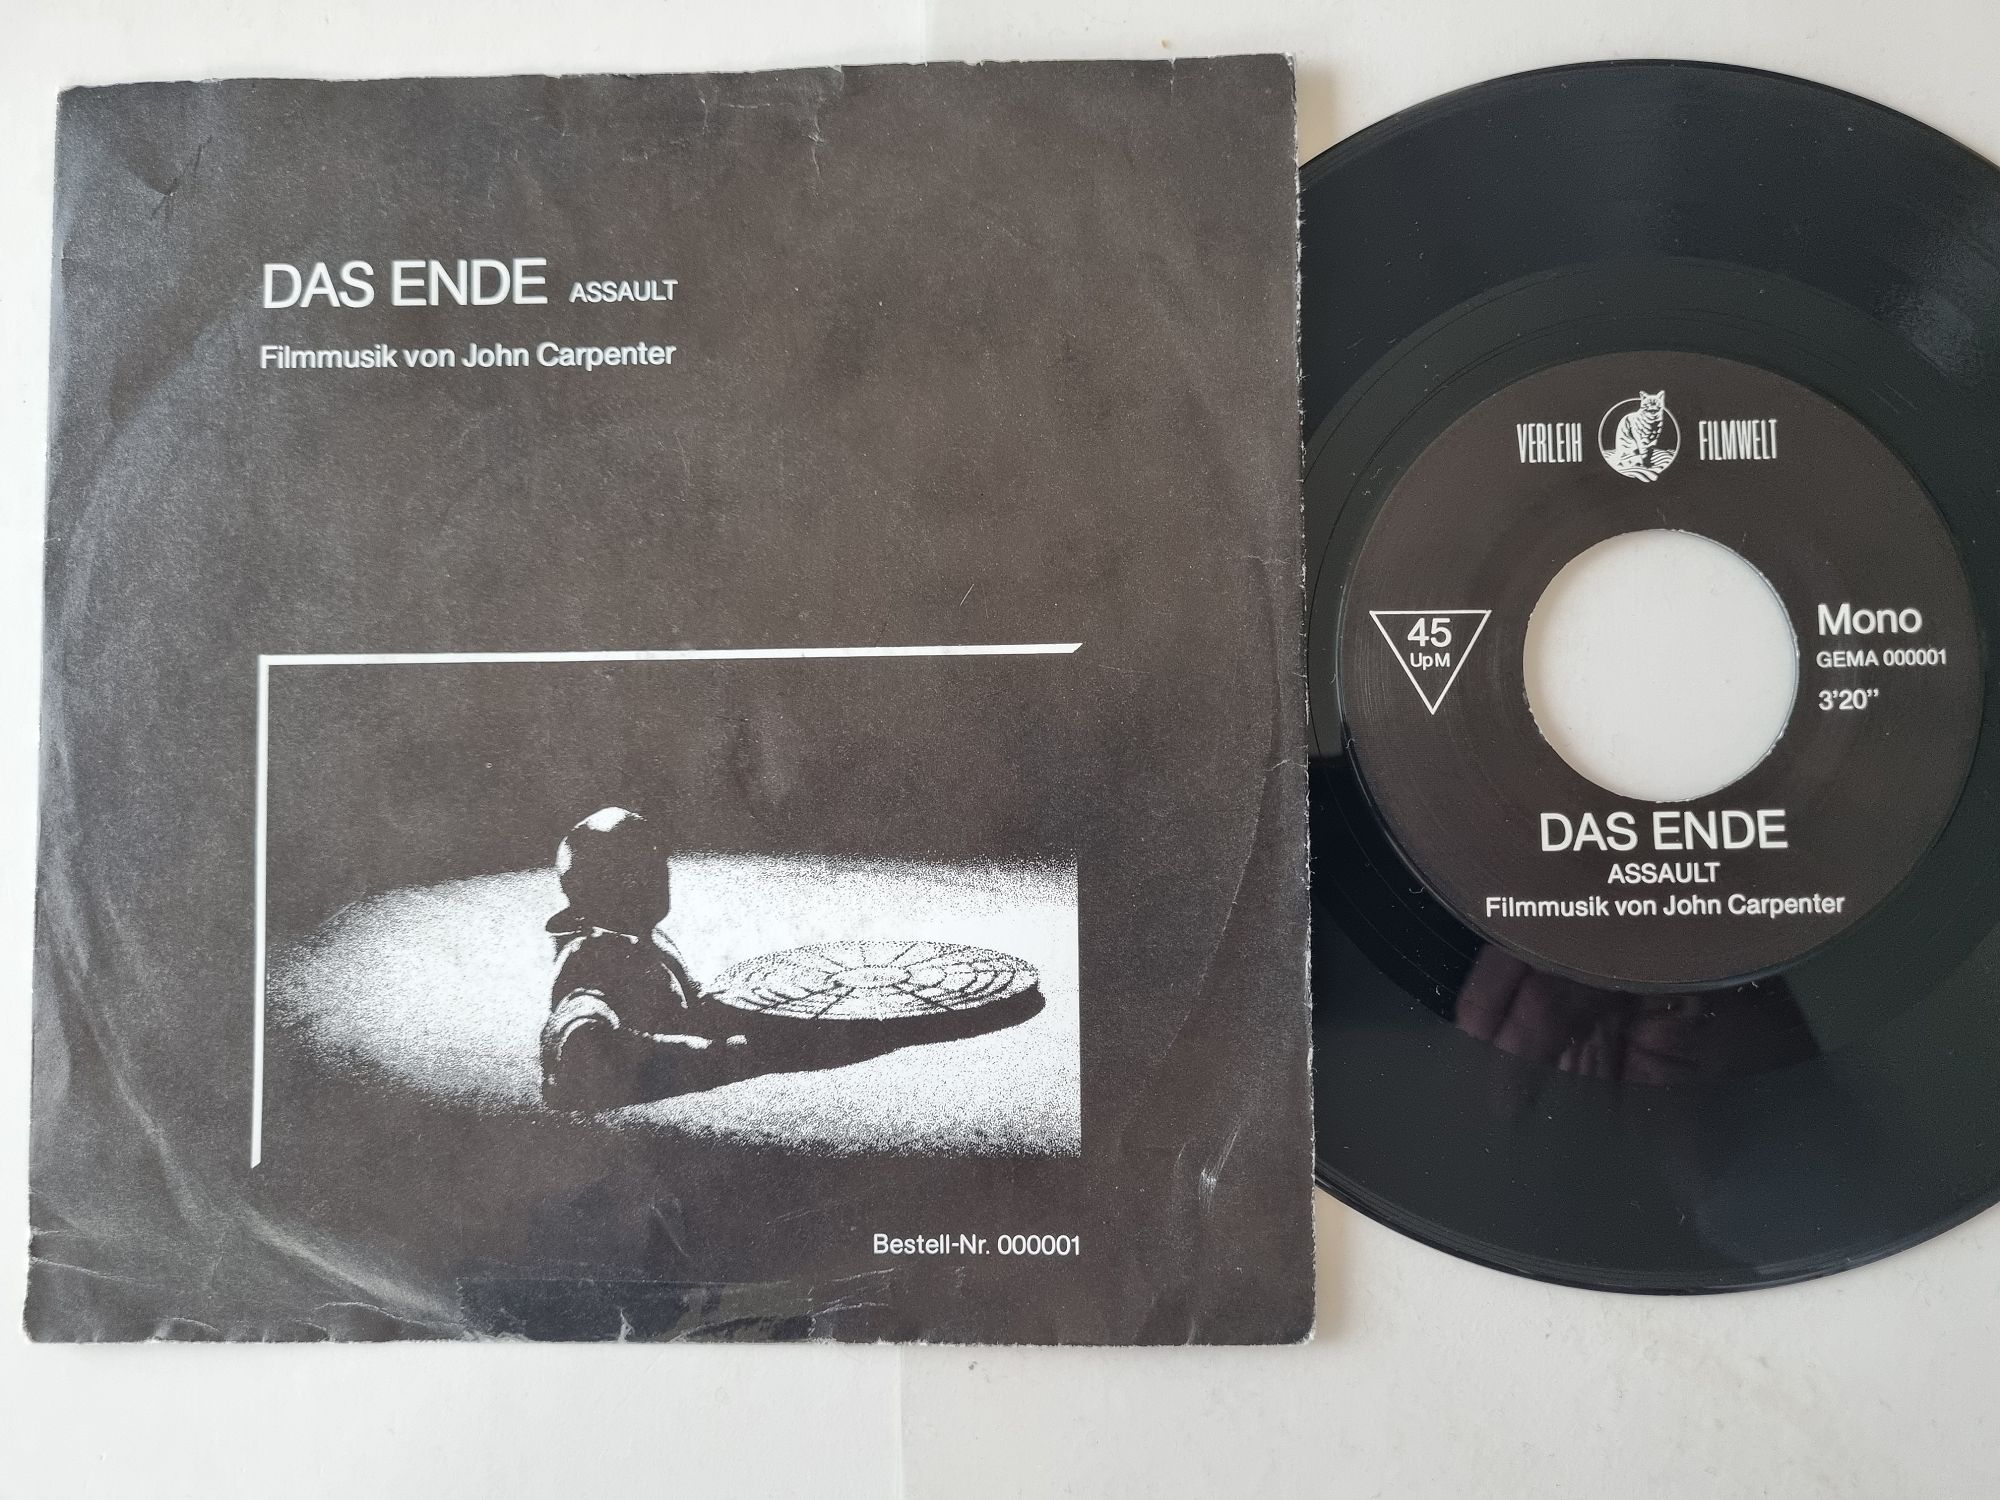 DAS ENDE ASSAULT
Filmmusik von John Carpenter
Bestell-Nr. 000001
VERLEIH FILMWELT
45
UpM
Mono
GEMA 000001
3'20"
DAS ENDE
ASSAULT
Filmmusik von John Carpenter